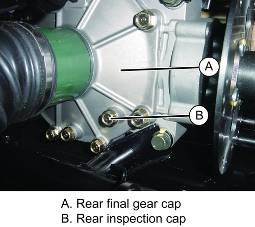 A
B
A. Rear final gear cap
B. Rear inspection cap